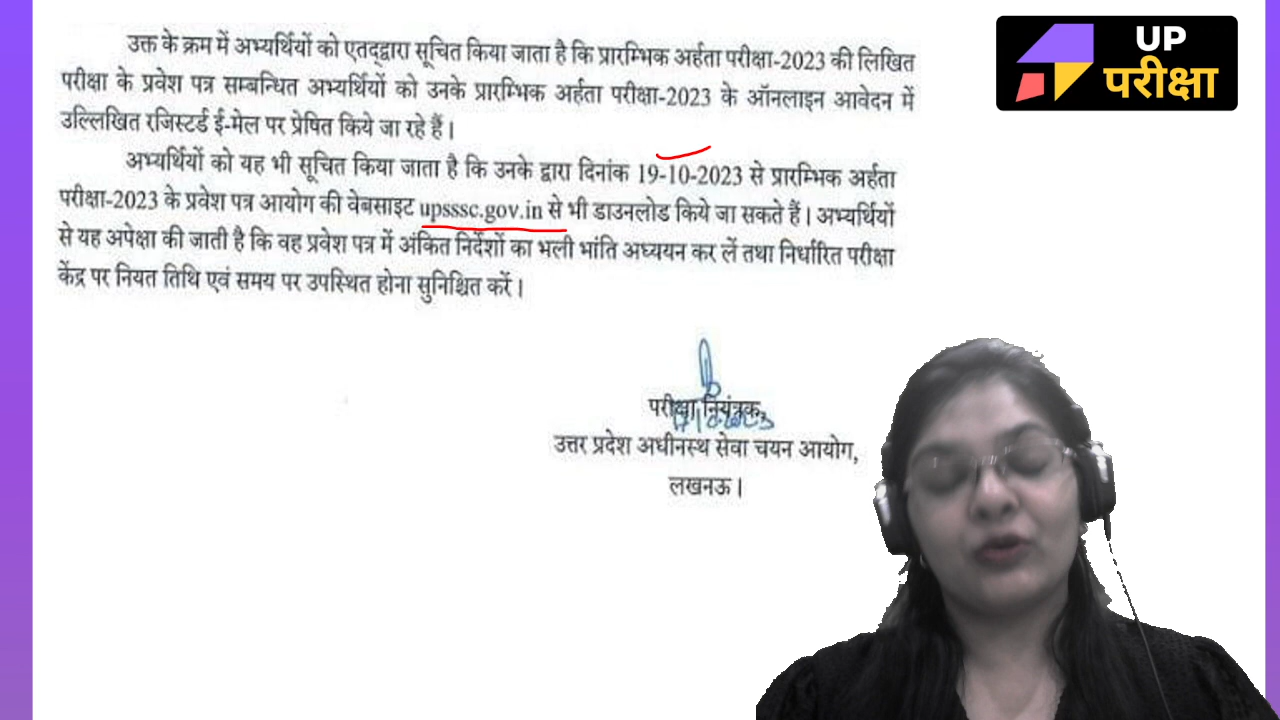 उक्त के क्रम में अभ्यर्थियों को एतद्द्वारा सूचित किया जाता है कि प्रारम्भिक अर्हता परीक्षा-2023 की लिखित
परीक्षा के प्रवेश पत्र सम्बन्धित अभ्यर्थियों को उनके प्रारम्भिक अर्हता परीक्षा-2023 के ऑनलाइन आवेदन में
उल्लिखित रजिस्टर्ड ई-मेल पर प्रेषित किये जा रहे हैं।
अभ्यर्थियों को यह भी सूचित किया जाता है कि उनके द्वारा दिनांक 19-10-2023 से प्रारम्भिक अर्हता
परीक्षा-2023 के प्रवेश पत्र आयोग की वेबसाइट upsssc.gov.in से भी डाउनलोड किये जा सकते हैं। अभ्यर्थियों
से यह अपेक्षा की जाती है कि वह प्रवेश पत्र में अंकित निर्देशों का भली भांति अध्ययन कर लें तथा निर्धारित परीक्षा
केंद्र पर नियत तिथि एवं समय पर उपस्थित होना सुनिश्चित करें।
परीक्षा नियंत्रक,
उत्तर प्रदेश अधीनस्थ सेवा चयन आयोग,
लखनऊ।
UP
परीक्षा